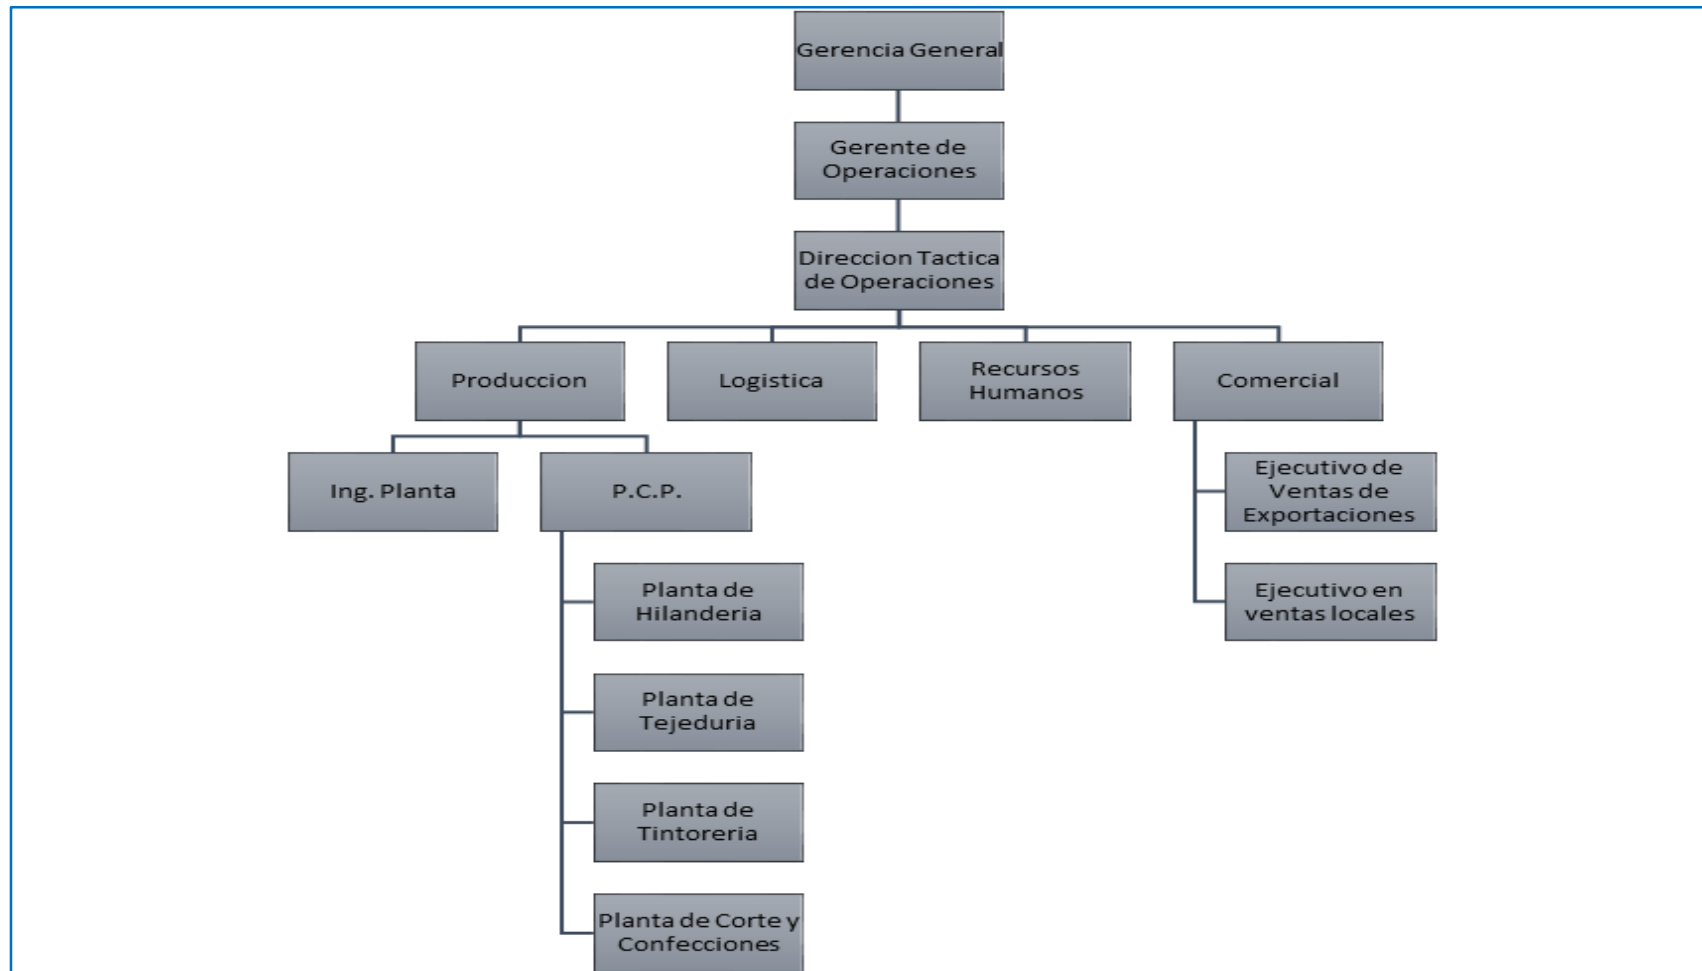 Gerencia General
Gerente de
Operaciones
Direccion Tactica
de Operaciones
Produccion
Logistica
Recursos
Humanos
Comercial
Ing. Planta
P.C.P.
Ejecutivo de
Ventas de
Exportaciones
Planta de
Hilanderia
Ejecutivo en
ventas locales
Planta de
Tejeduria
Planta de
Tintoreria
Planta de Corte y
Confecciones